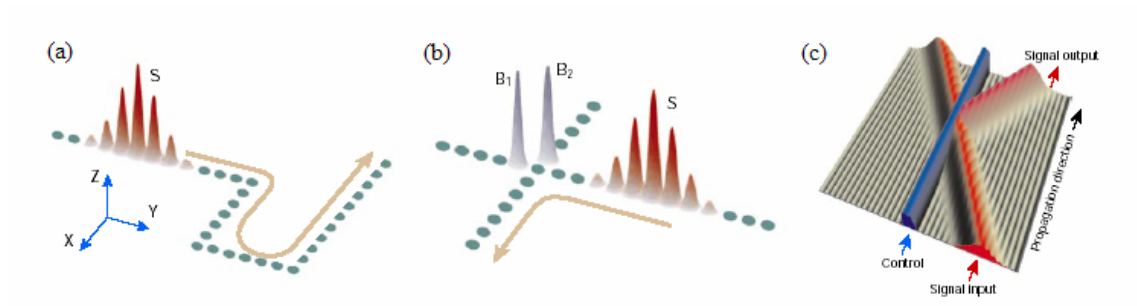 (a)
S
Z
Y
X
(b)
B1
B2
S
(c)
Signal output
Propagation direction
Control
Signal input